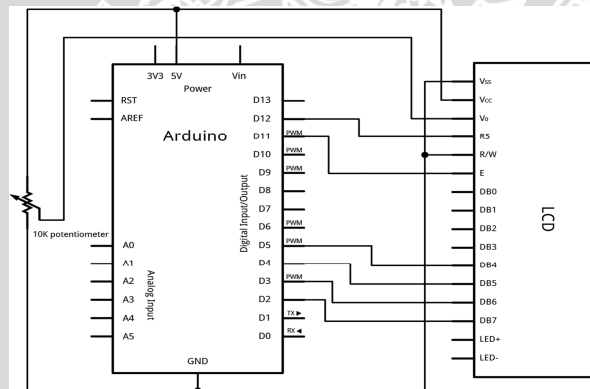 3V3 5V Vin
Power
RST
AREF
Arduino
D13
D12
D11
PWM
D10
PWM
D9
PWM
D8
D7
D6
PWM
D5
PWM
D4
D3
PWM
D2
D1
TX ►
D0
RX ◄
Digital Input/Output
A0
A1
A2
A3
A4
A5
Analog Input
GND
10K potentiometer
Vss
Vcc
V0
RS
R/W
E
DB0
DB1
DB2
DB3
DB4
DB5
DB6
DB7
LED+
LED-
LCD